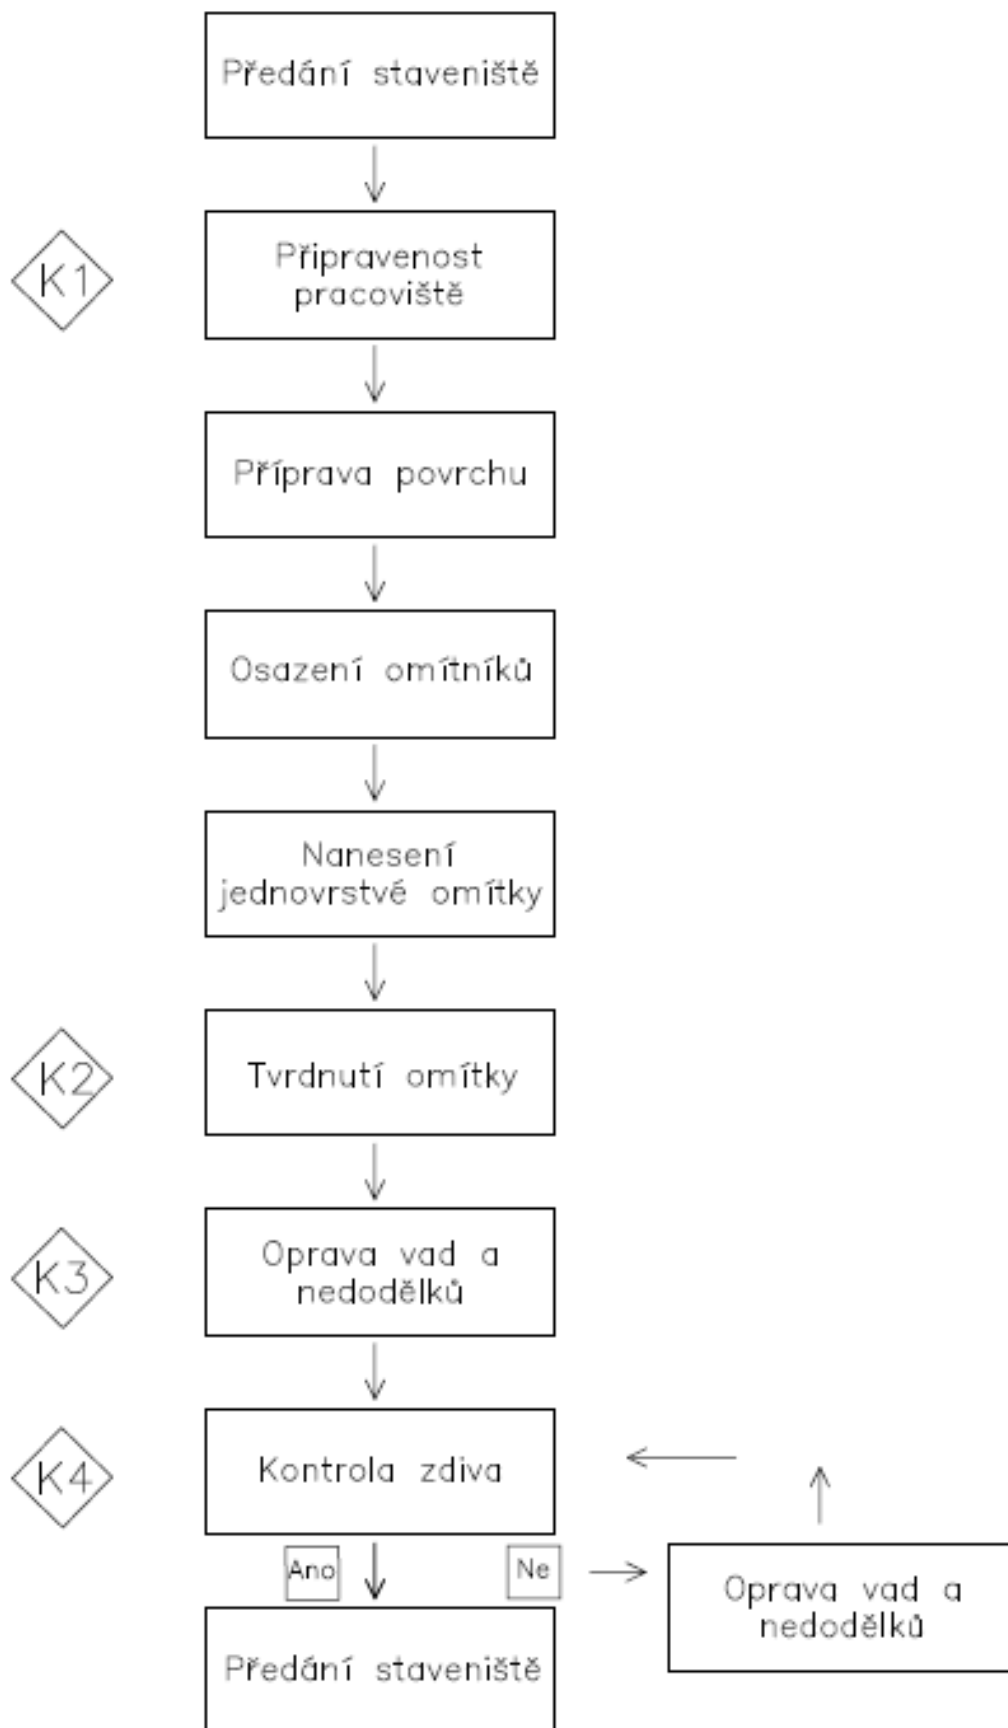 Předání staveniště
K1
Připravenost
pracoviště
Příprava povrchu
Osazení omítníků
Nanesení
jednovrstvé omítky
K2
Tvrdnutí omítky
K3
Oprava vad a
nedodělků
K4
Kontrola zdiva
Ano
Ne
Oprava vad a
nedodělků
Předání staveniště